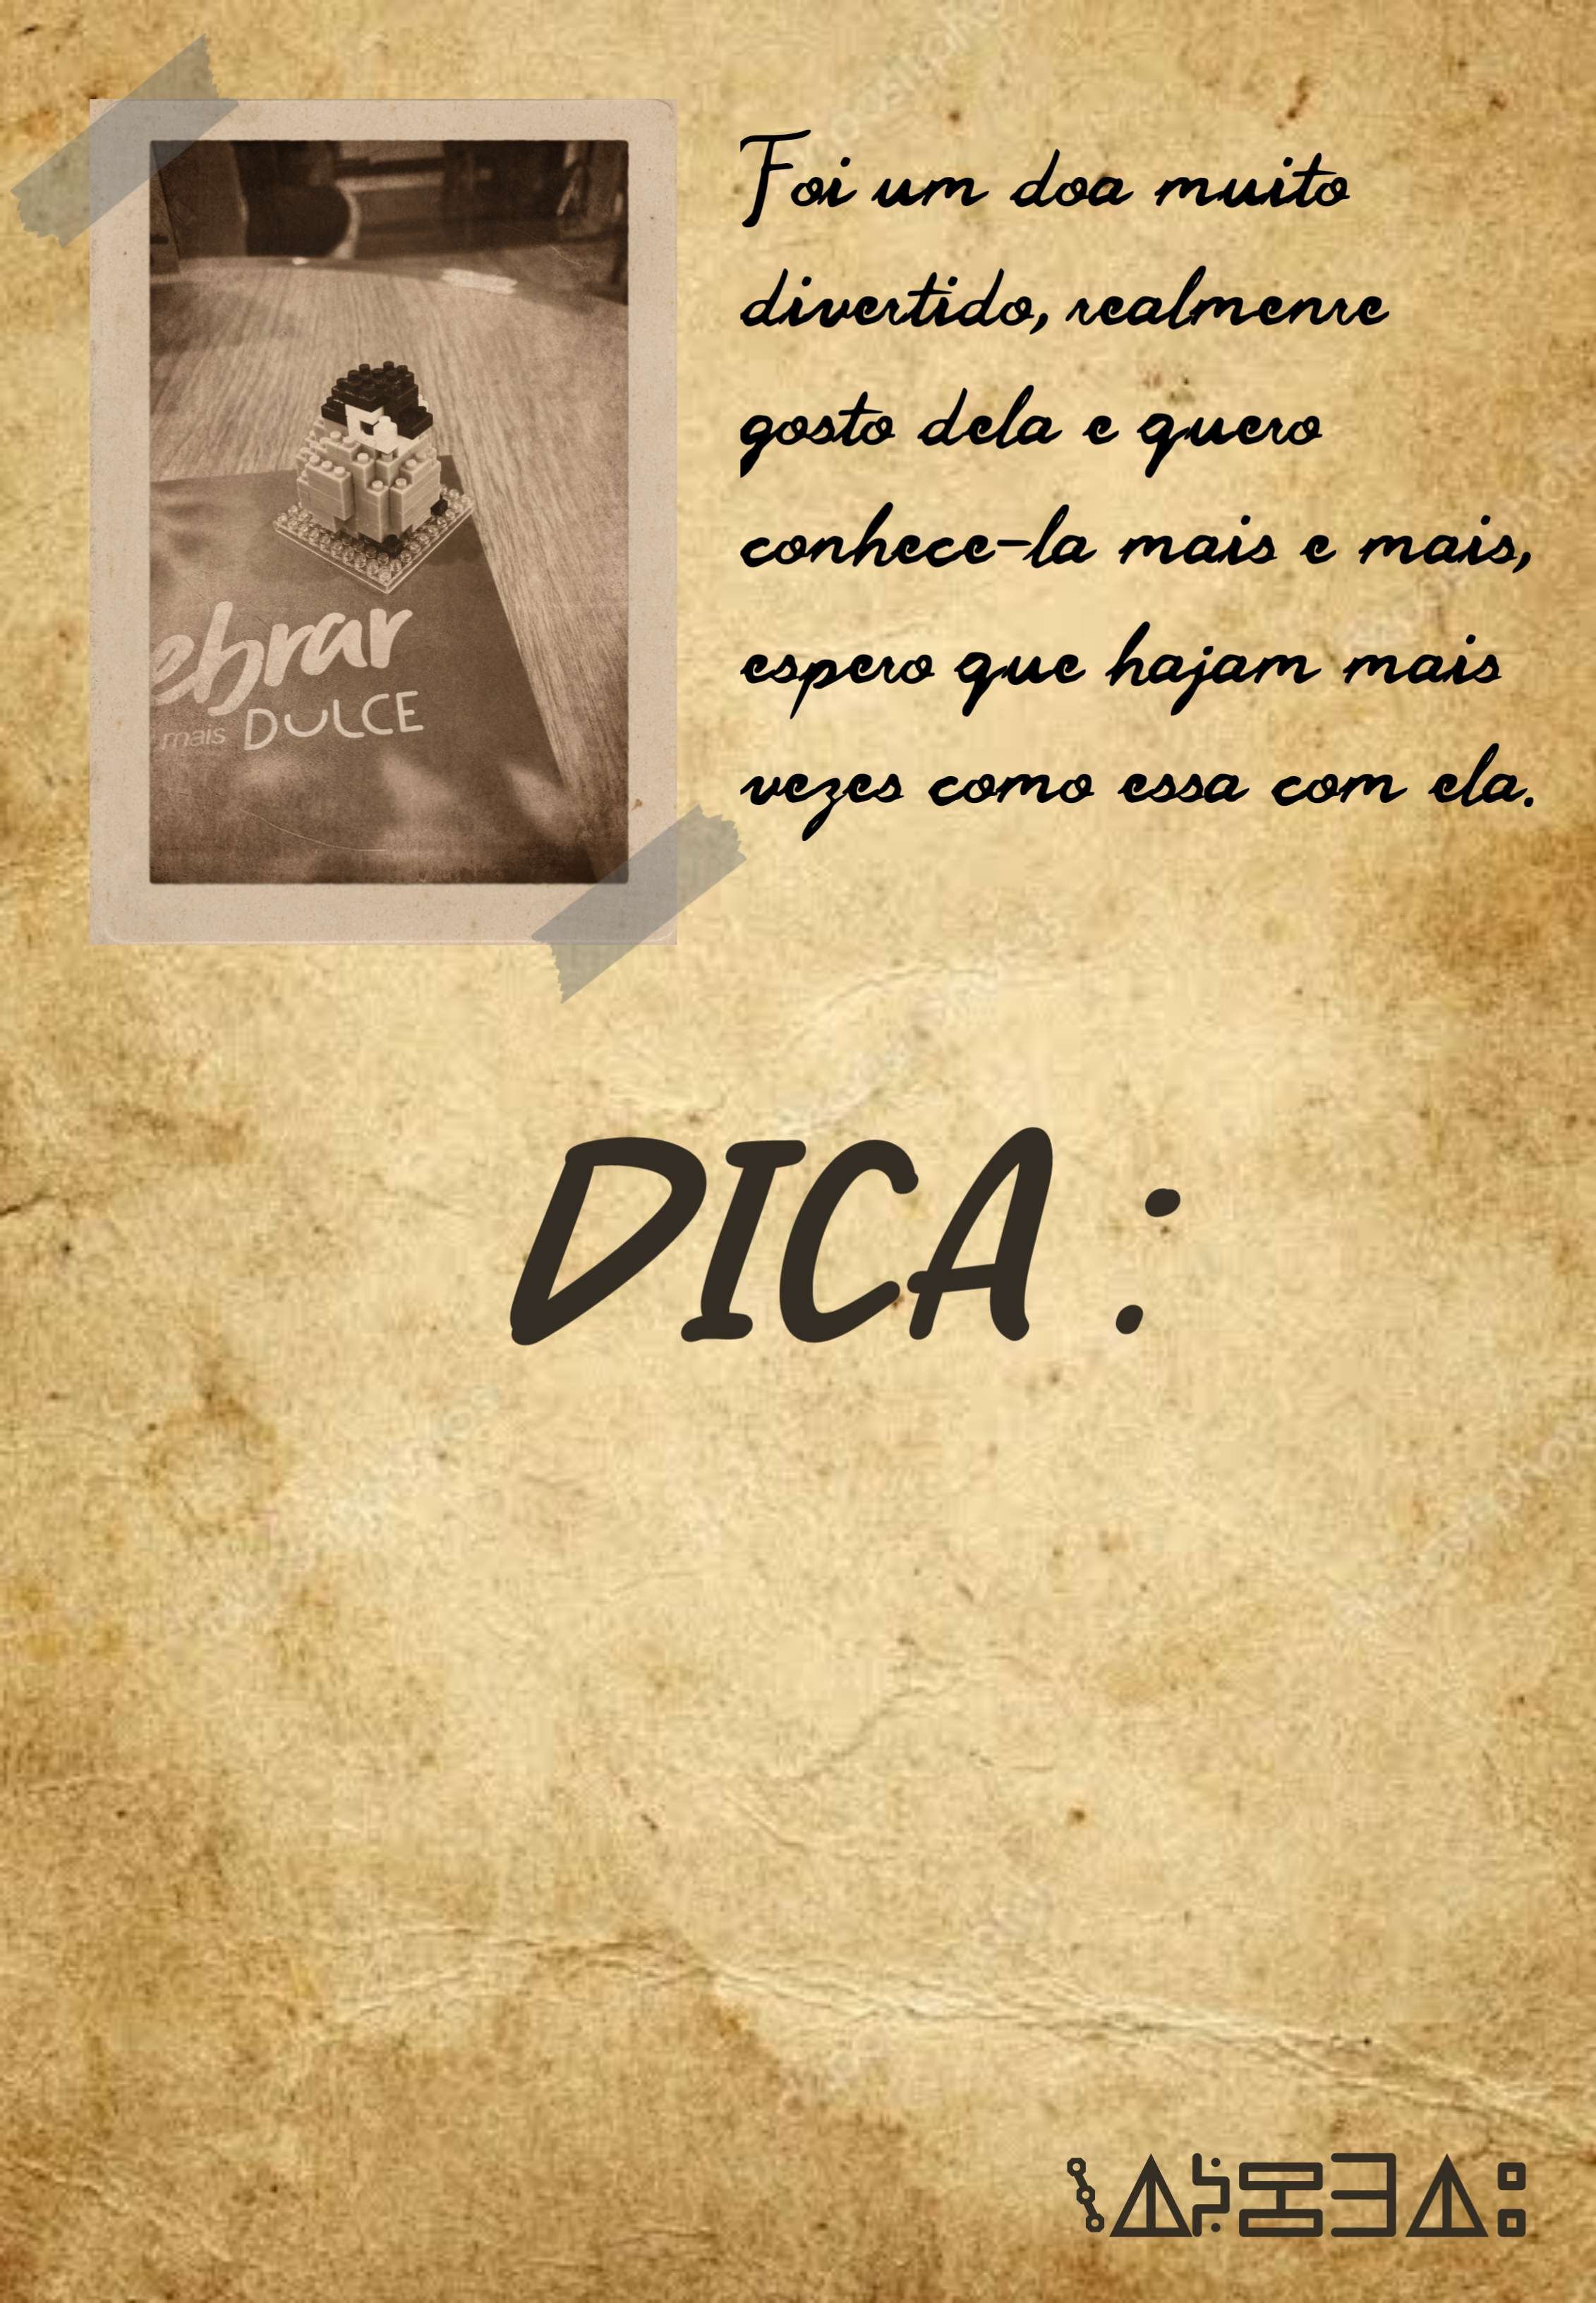 Foi um doa muito
divertido, realmenre
gosto dela e quero
conhece-la mais e mais,
espero que hajam mais
vezes como essa com ela.
ebrar
mais DULCE
DICA :